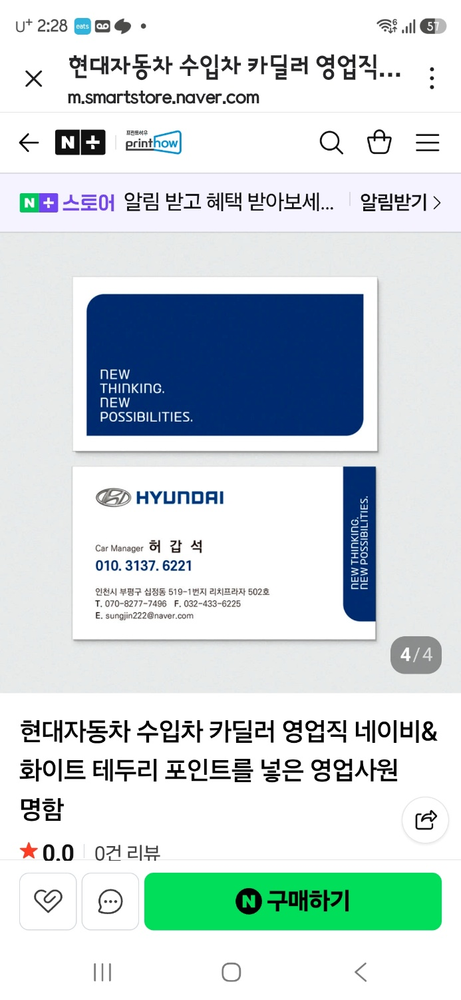 U+ 2:28 eats 6 57
현대자동차 수입차 카딜러 영업직...
m.smartstore.naver.com
N+ 프린트하우 printhow
N+ 스토어 알림 받고 혜택 받아보세... 알림받기
NEW
THINKING.
NEW
POSSIBILITIES.
HYUNDAI
Car Manager 허 갑 석
010. 3137. 6221
인천시 부평구 십정동 519-1번지 리치프라자 502호
T. 070-8277-7496 F. 032-433-6225
E. sungjin222@naver.com
NEW THINKING.
NEW POSSIBILITIES.
4/4
현대자동차 수입차 카딜러 영업직 네이비&
화이트 테두리 포인트를 넣은 영업사원
명함
0.0 0건 리뷰
N 구매하기